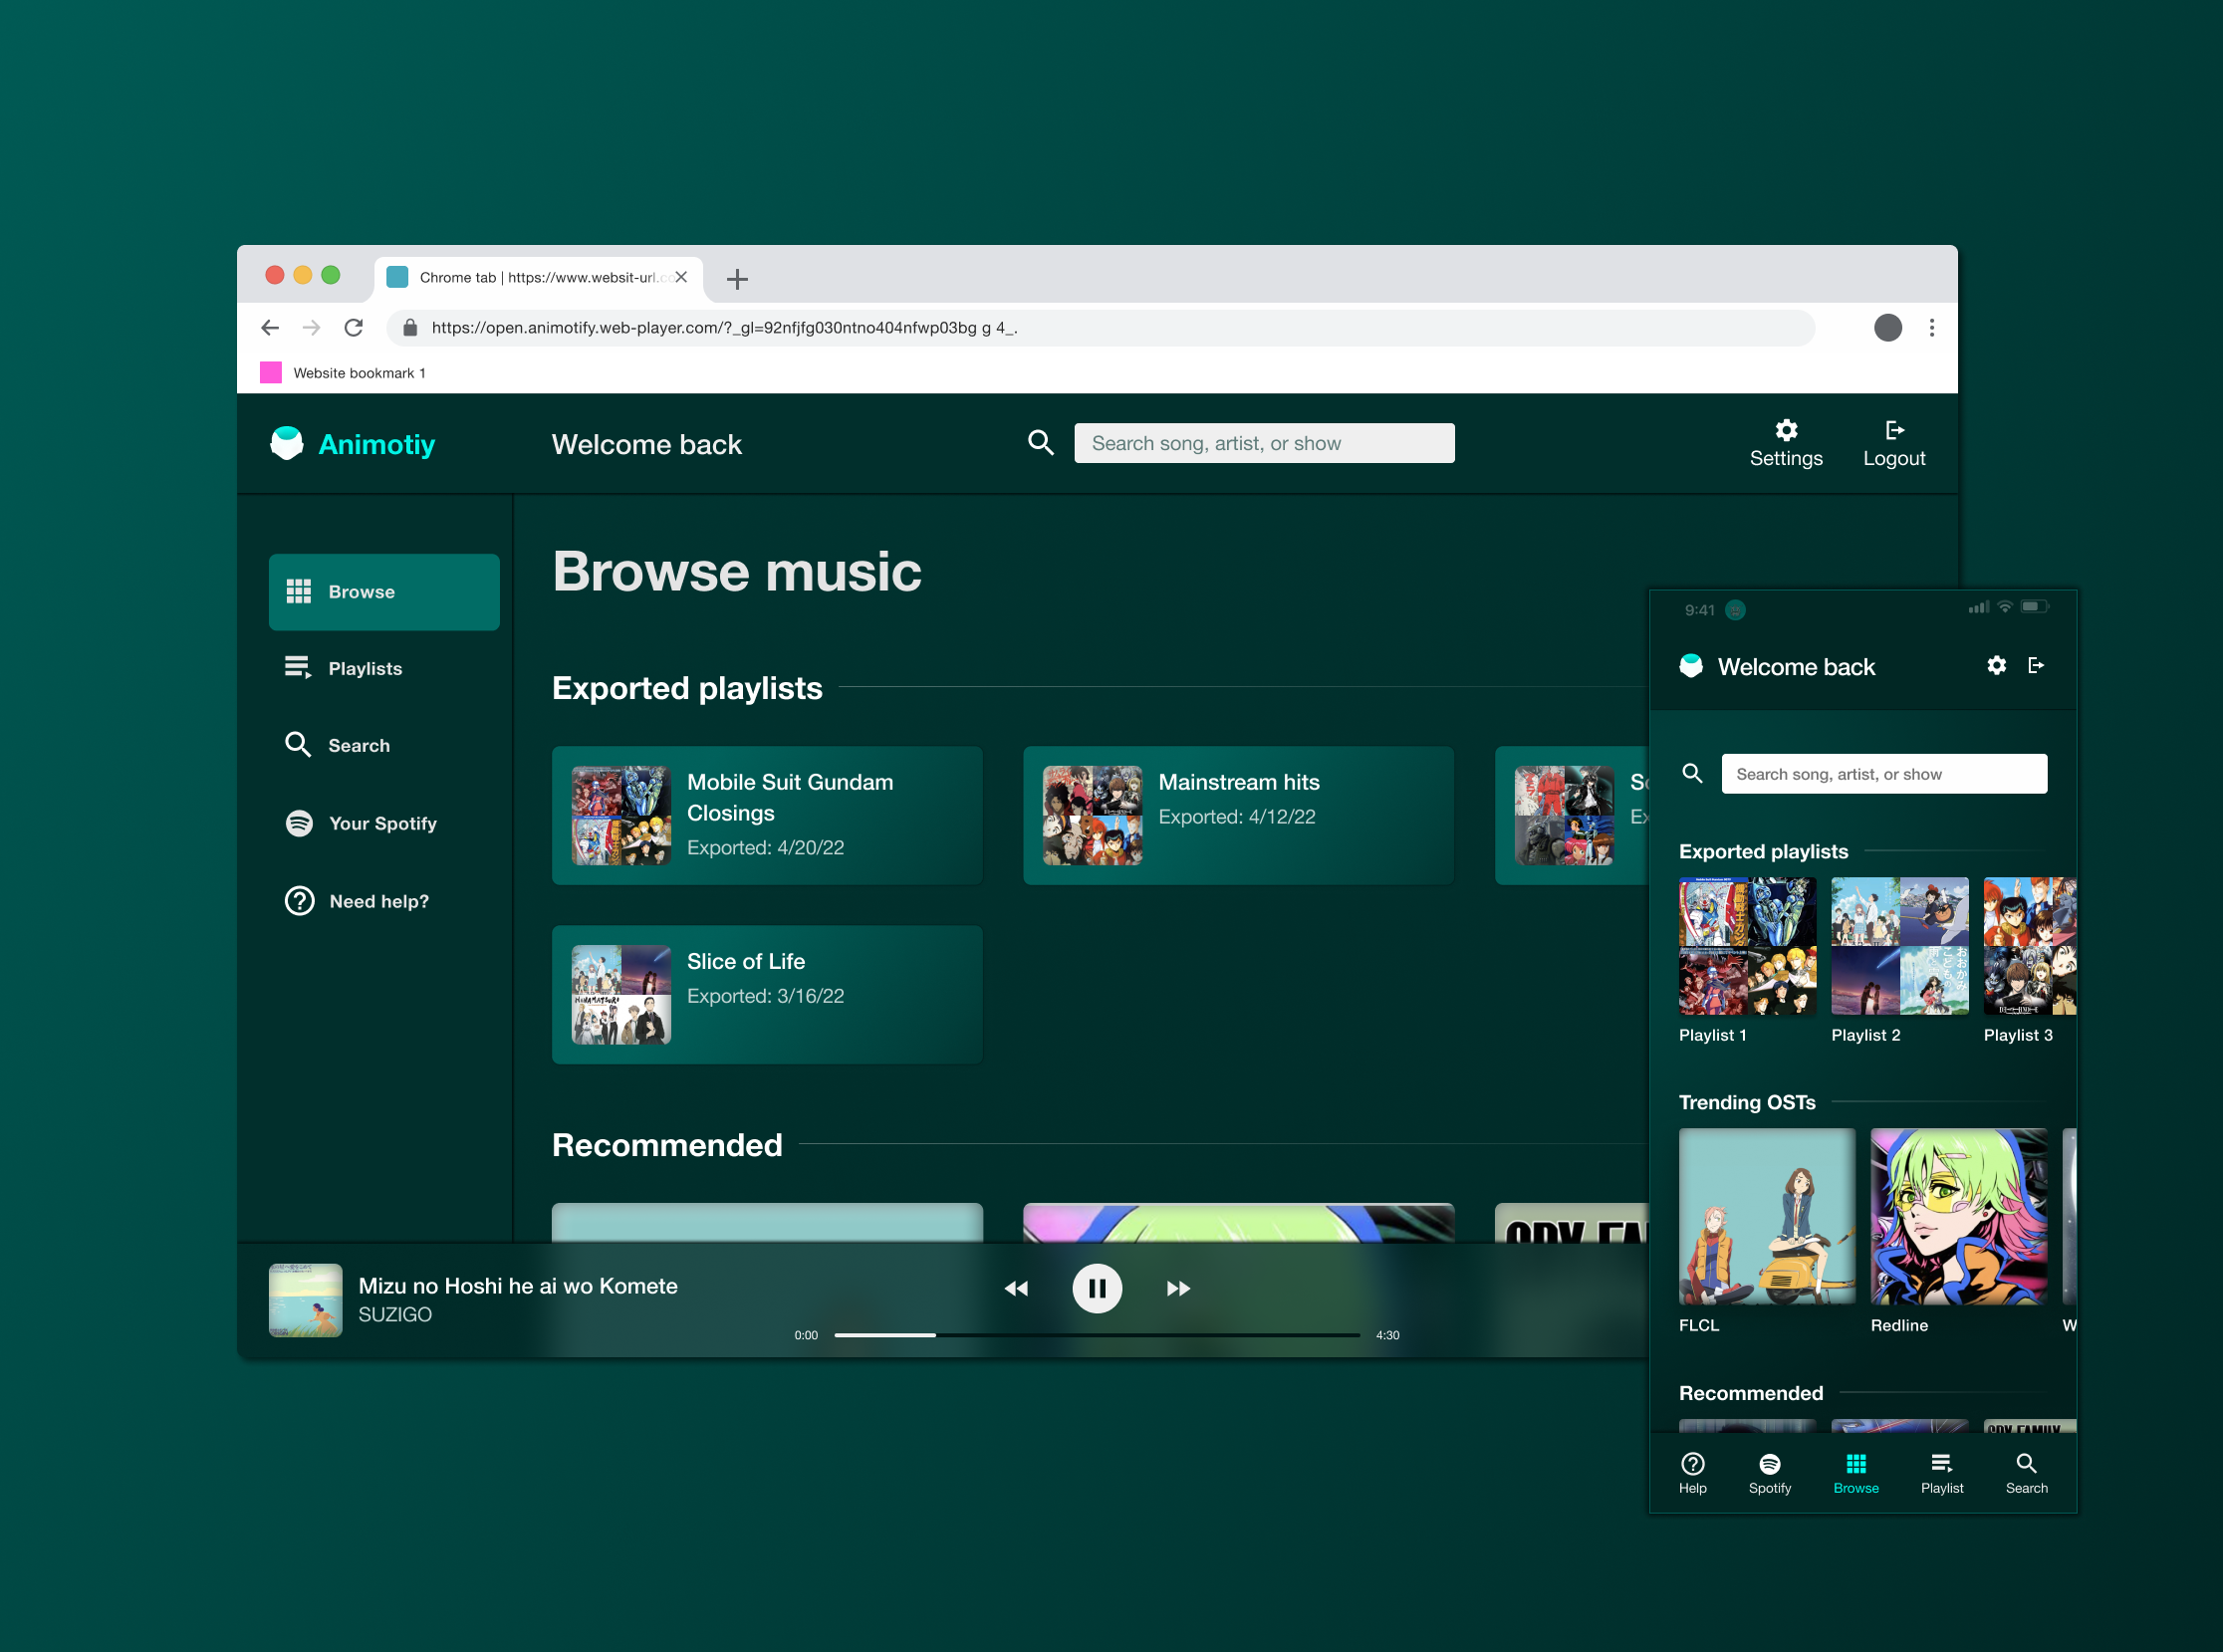 Chrome tab | https://www.websit-url.co
https://open.animotify.web-player.com/?_gl=92nfjfg030ntno404nfwp03bg g 4_.
Website bookmark 1
Animotiy
Welcome back
Search song, artist, or show
Settings
Logout
Browse
Playlists
Search
Your Spotify
Need help?
Browse music
Exported playlists
Mobile Suit Gundam
Closings
Exported: 4/20/22
Mainstream hits
Exported: 4/12/22
Slice of Life
Exported: 3/16/22
Recommended
Mizu no Hoshi he ai wo Komete
SUZIGO
0:00
4:30
9:41
Welcome back
Search song, artist, or show
Exported playlists
Playlist 1
Playlist 2
Playlist 3
Trending OSTs
FLCL
Redline
W
Recommended
Help
Spotify
Browse
Playlist
Search